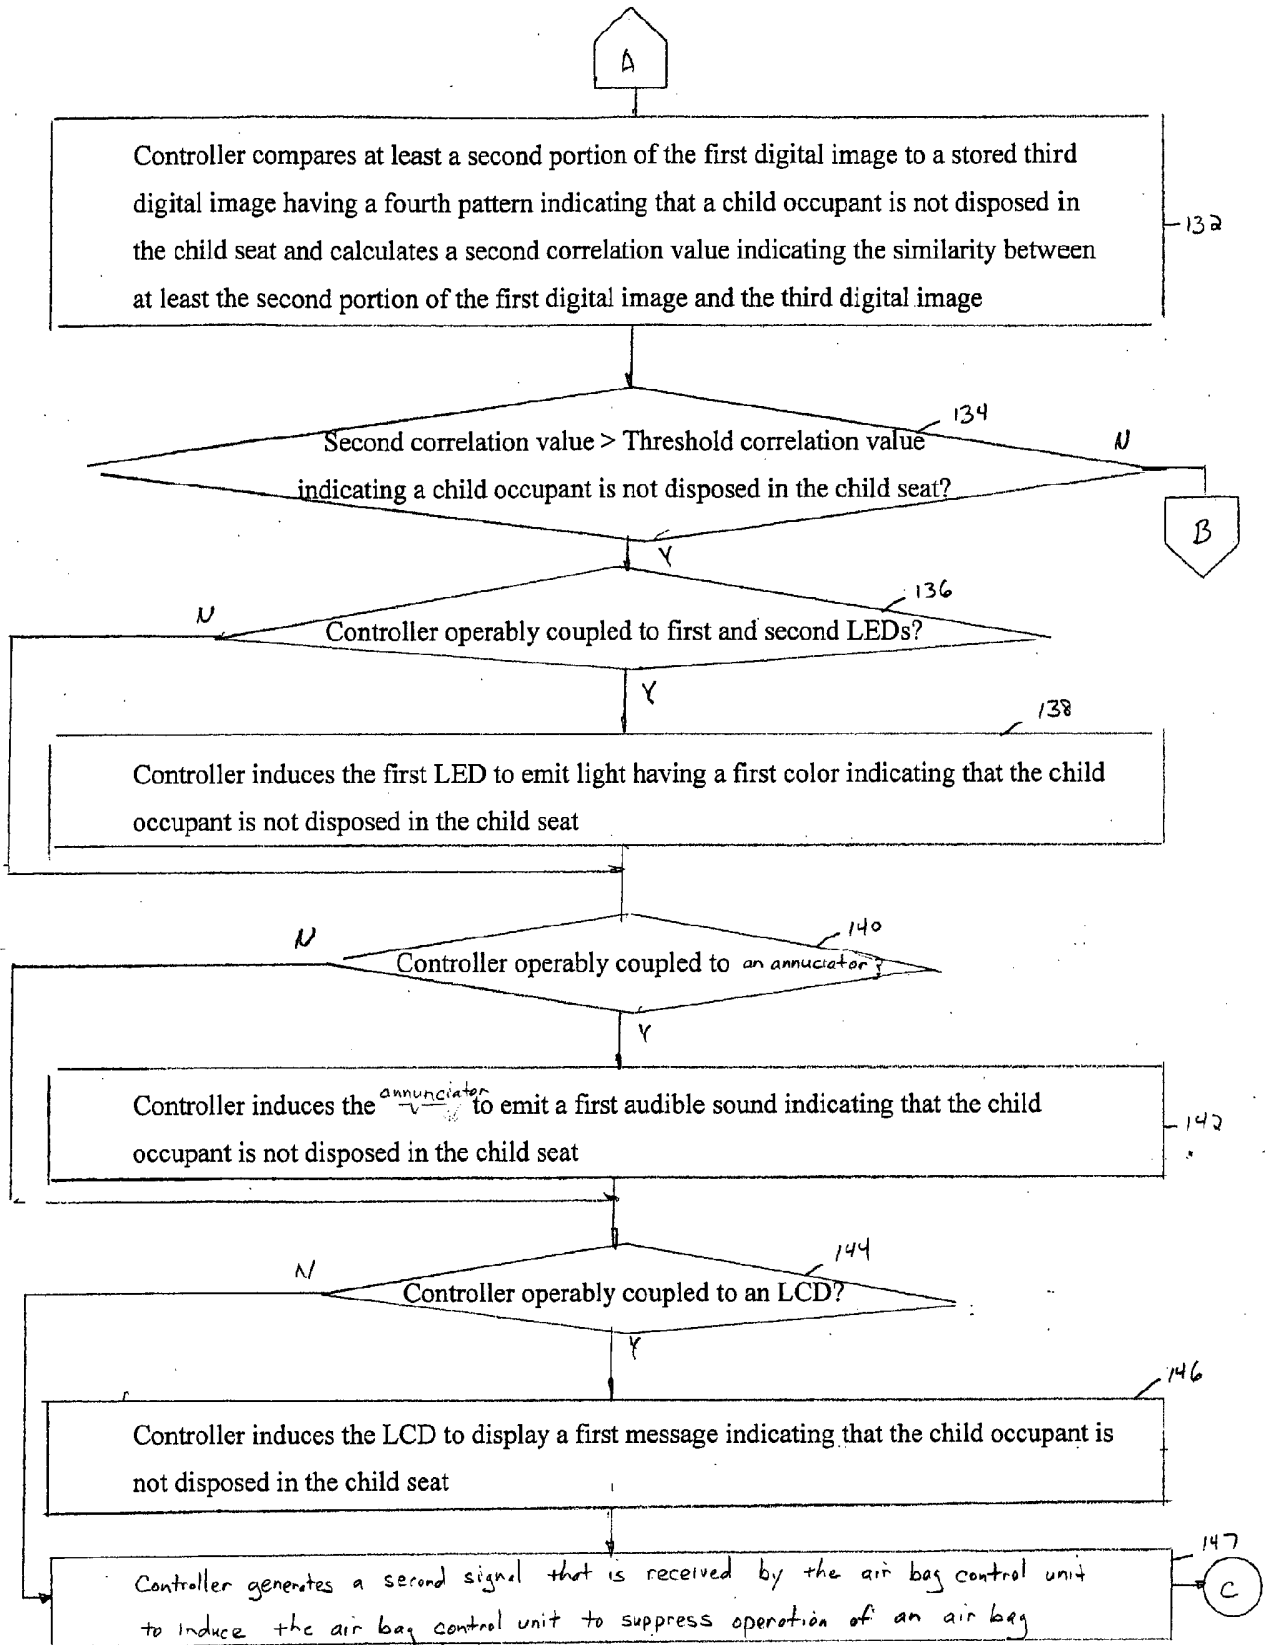 A
Controller compares at least a second portion of the first digital image to a stored third
digital image having a fourth pattern indicating that a child occupant is not disposed in
the child seat and calculates a second correlation value indicating the similarity between
at least the second portion of the first digital image and the third digital image
132
134
Second correlation value > Threshold correlation value
indicating a child occupant is not disposed in the child seat?
N
B
Y
136
N
Controller operably coupled to first and second LEDs?
Y
138
Controller induces the first LED to emit light having a first color indicating that the child
occupant is not disposed in the child seat
140
N
Controller operably coupled to an annuciator?
Y
Controller induces the annunciator to emit a first audible sound indicating that the child
occupant is not disposed in the child seat
142
144
N
Controller operably coupled to an LCD?
Y
146
Controller induces the LCD to display a first message indicating that the child occupant is
not disposed in the child seat
147
Controller generates a second signal that is received by the air bag control unit
to induce the air bag control unit to suppress operation of an air bag
C